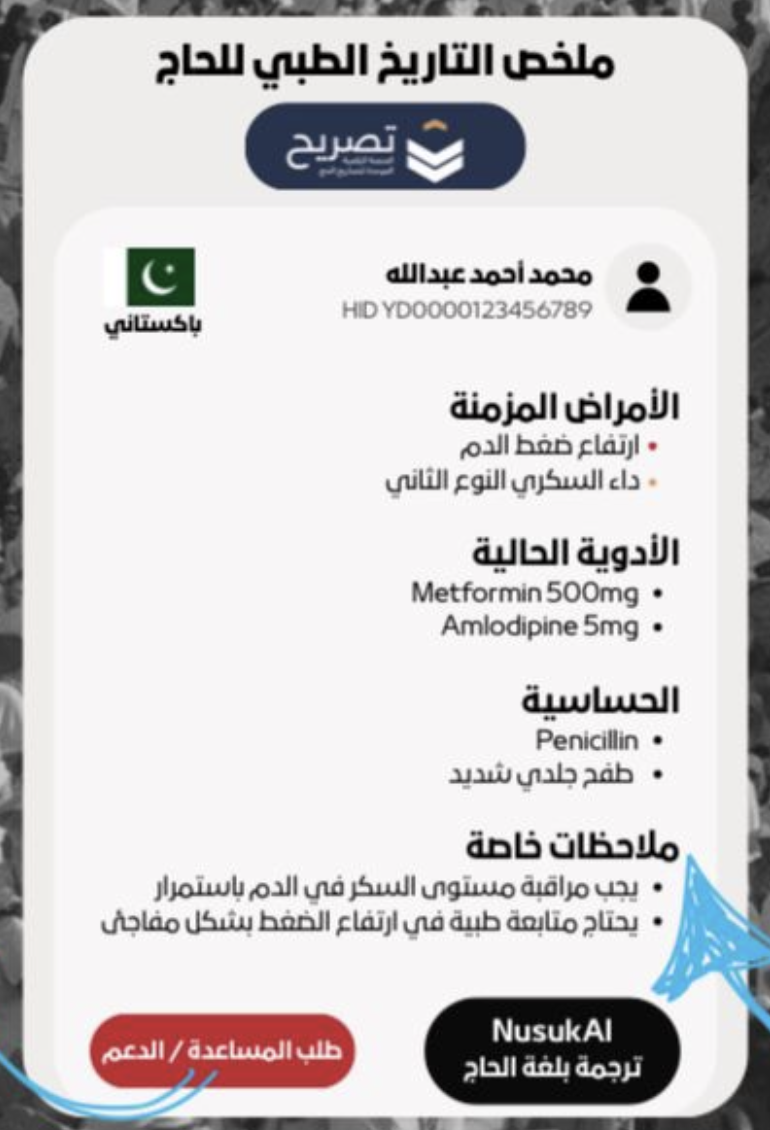 ملخص التاريخ الطبي للحاج
تصريح
محمد أحمد عبدالله
HID YD0000123456789
باكستاني
الأمراض المزمنة
• ارتفاع ضغط الدم
• داء السكري النوع الثاني
الأدوية الحالية
• Metformin 500mg
• Amlodipine 5mg
الحساسية
• Penicillin
• طفح جلدي شديد
ملاحظات خاصة
• يجب مراقبة مستوى السكر في الدم باستمرار
• يحتاج متابعة طبية في ارتفاع الضغط بشكل مفاجئ
NusukAI
ترجمة بلغة الحاج
طلب المساعدة / الدعم